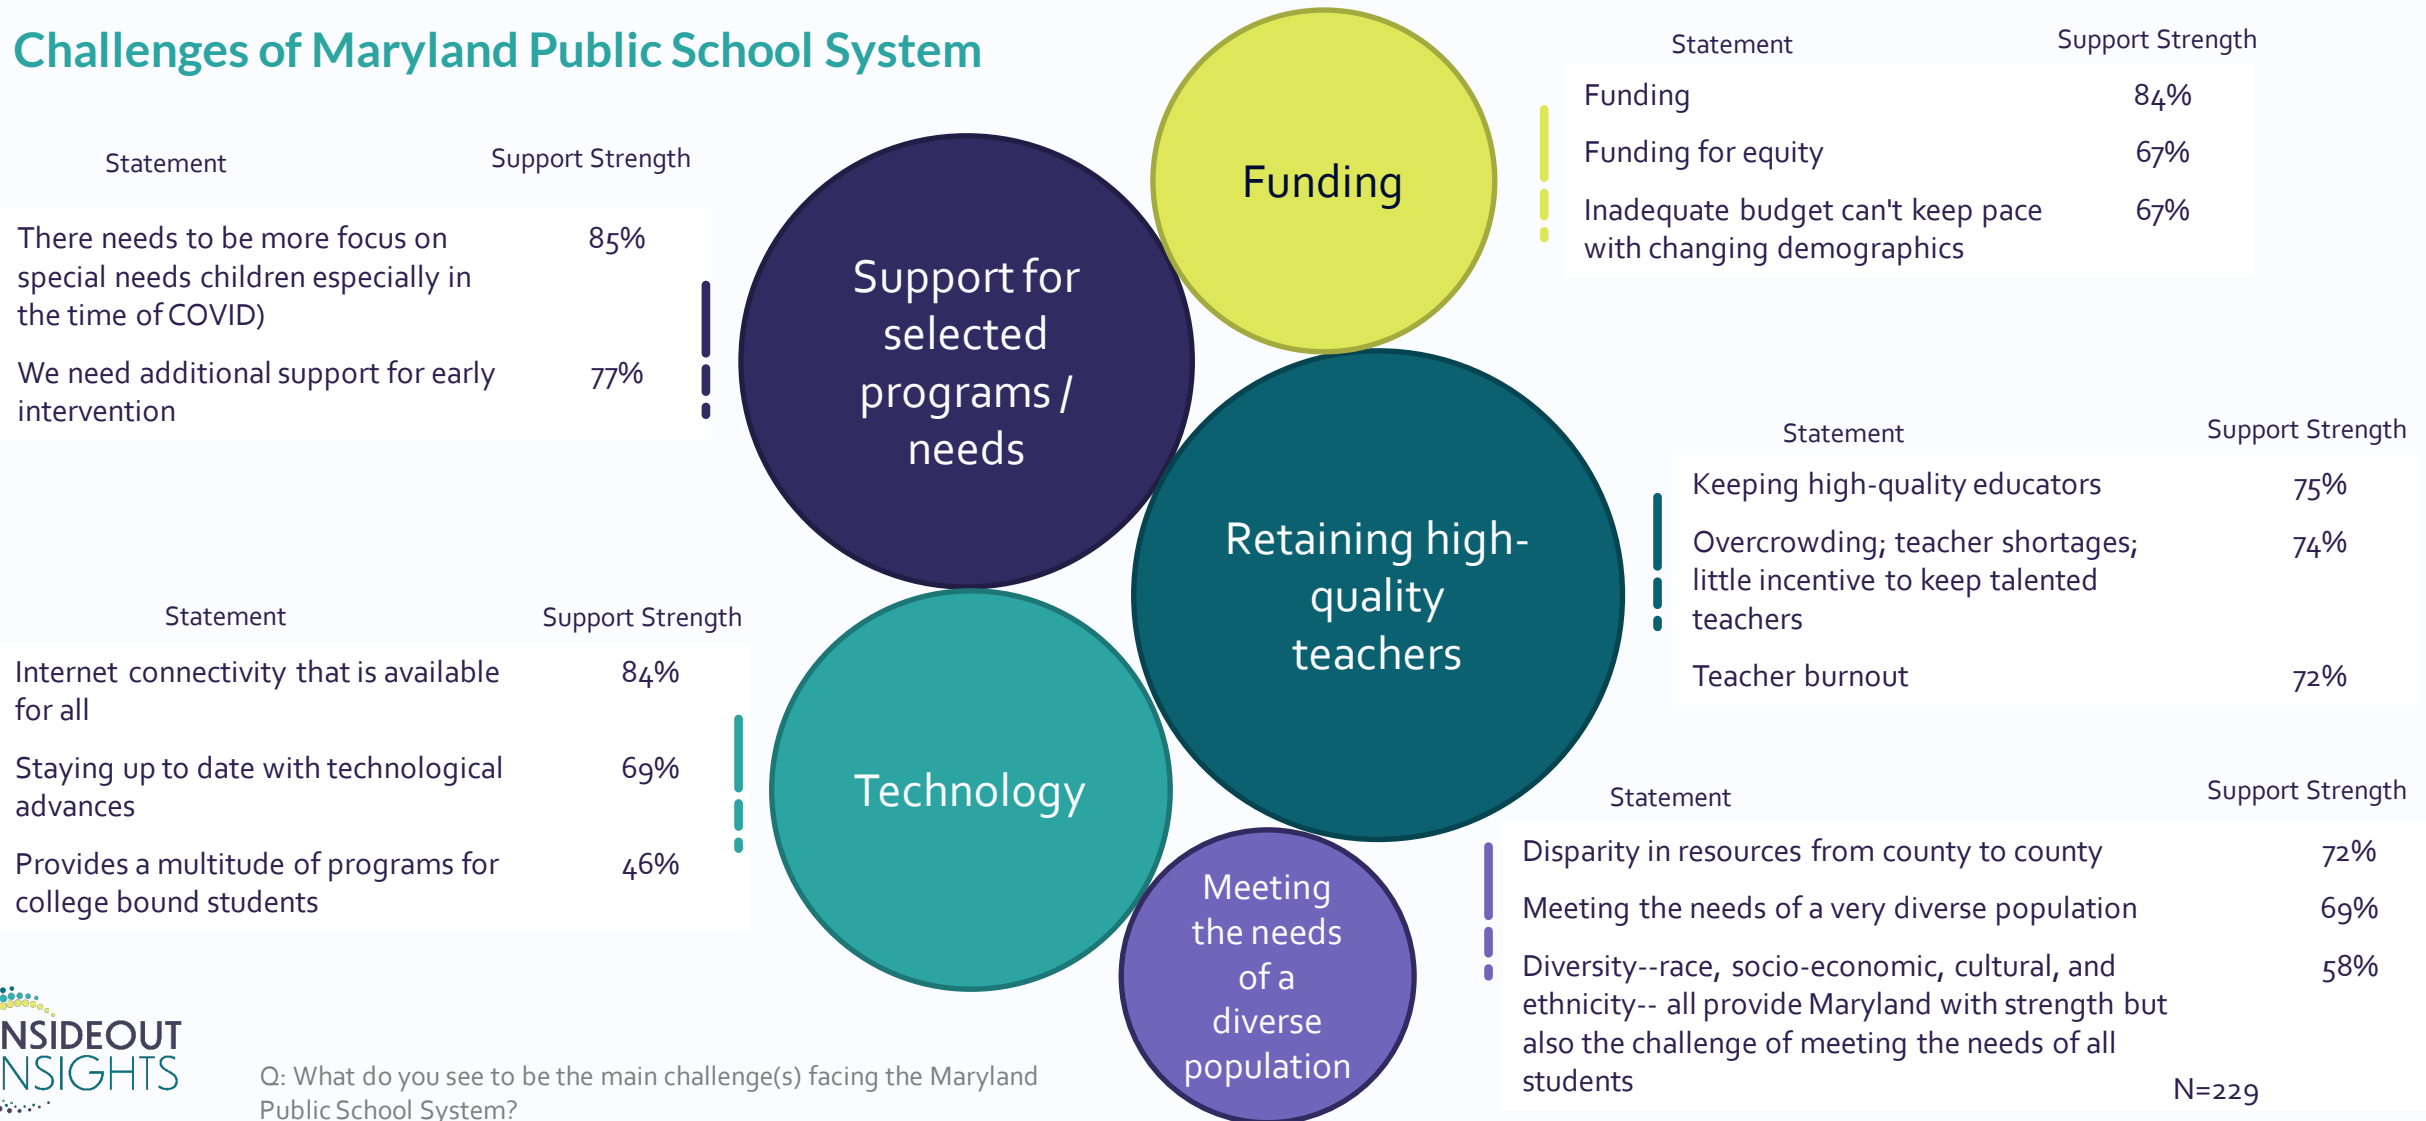 Challenges of Maryland Public School System
Statement
Support Strength
There needs to be more focus on
special needs children especially in
the time of COVID)
85%
We need additional support for early
intervention
77%
Statement
Support Strength
Internet connectivity that is available
for all
84%
Staying up to date with technological
advances
69%
Provides a multitude of programs for
college bound students
46%
Support for
selected
programs /
needs
Funding
Retaining high-
quality
teachers
Technology
Meeting
the needs
of a
diverse
population
Statement
Support Strength
Funding
84%
Funding for equity
67%
Inadequate budget can't keep pace
with changing demographics
67%
Statement
Support Strength
Keeping high-quality educators
75%
Overcrowding; teacher shortages;
little incentive to keep talented
teachers
74%
Teacher burnout
72%
Statement
Support Strength
Disparity in resources from county to county
72%
Meeting the needs of a very diverse population
69%
Diversity--race, socio-economic, cultural, and
ethnicity-- all provide Maryland with strength but
also the challenge of meeting the needs of all
students
58%
N=229
NSIDEOUT
NSIGHTS
Q: What do you see to be the main challenge(s) facing the Maryland
Public School System?